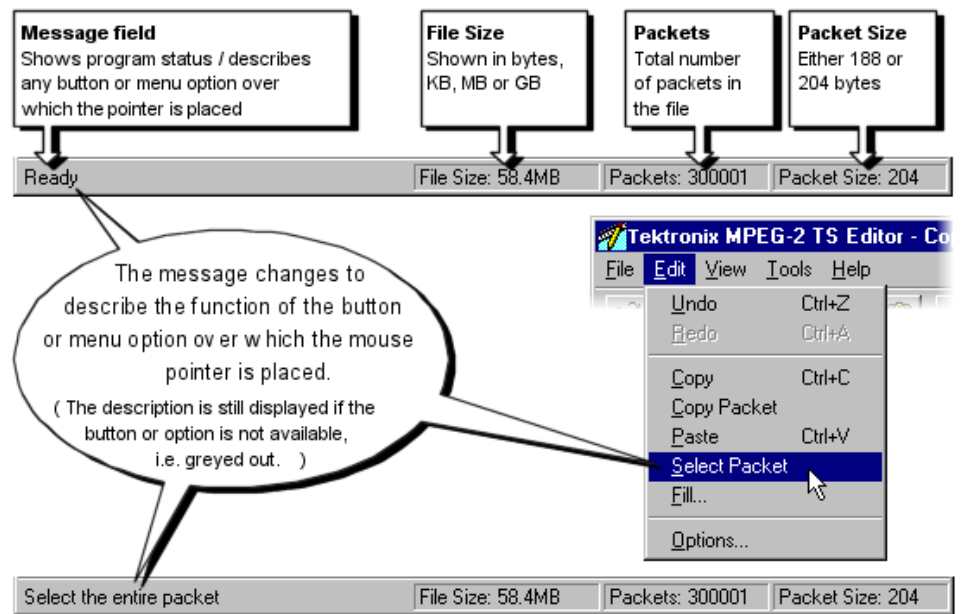 Message field
Shows program status / describes
any button or menu option over
which the pointer is placed
File Size
Shown in bytes,
KB, MB or GB
Packets
Total number
of packets in
the file
Packet Size
Either 188 or
204 bytes
Ready
File Size: 58.4MB
Packets: 300001
Packet Size: 204
The message changes to
describe the function of the button
or menu option over which the mouse
pointer is placed.
( The description is still displayed if the
button or option is not available,
i.e. greyed out. )
Tektronix MPEG-2 TS Editor - Co
File Edit View Tools Help
Undo Ctrl+Z
Redo Ctrl+A
Copy Ctrl+C
Copy Packet
Paste Ctrl+V
Select Packet
Fill...
Options...
Select the entire packet
File Size: 58.4MB
Packets: 300001
Packet Size: 204